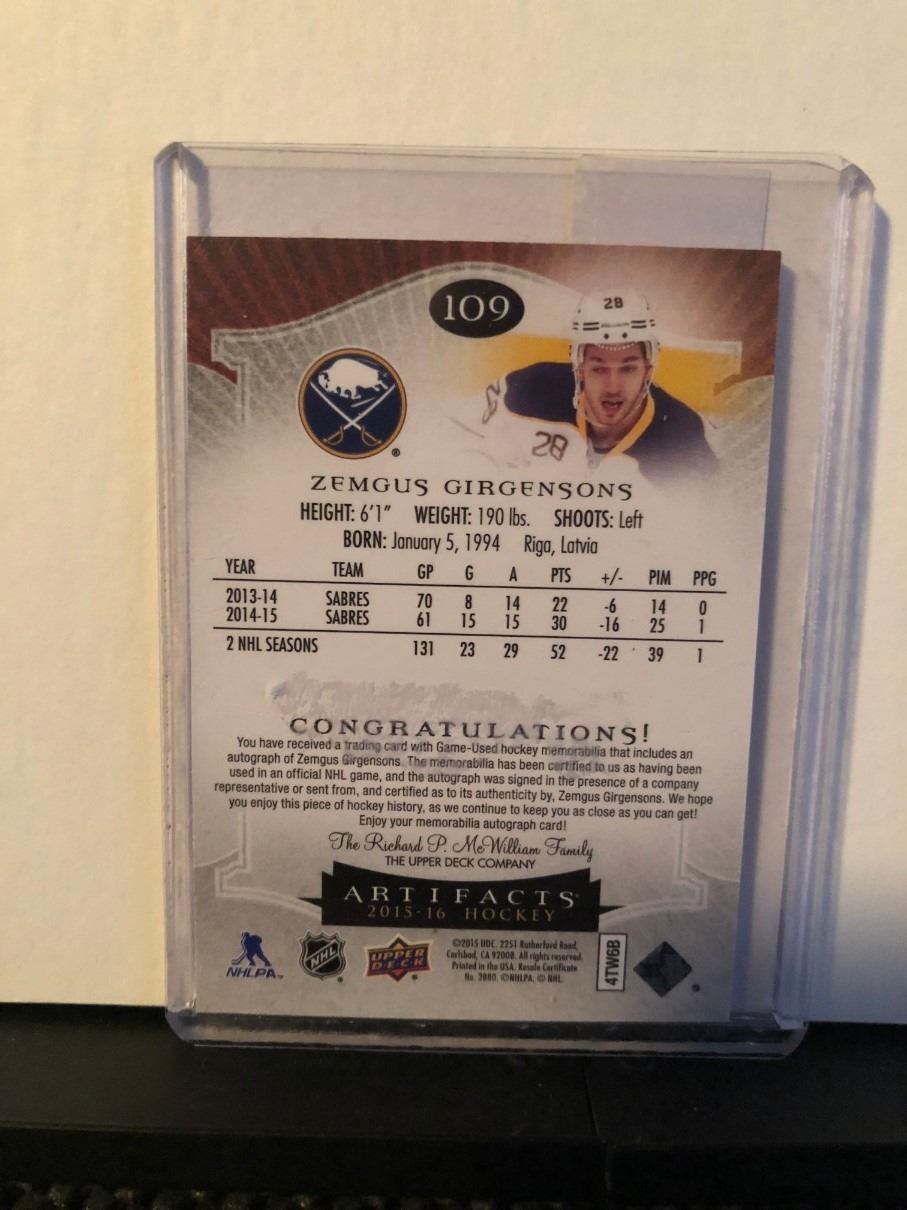 109
28
28
®
ZEMGUS GIRGENSONS
HEIGHT: 6'1" WEIGHT: 190 lbs. SHOOTS: Left
BORN: January 5, 1994 Riga, Latvia
YEAR TEAM GP G A PTS +/- PIM PPG
2013-14 SABRES 70 8 14 22 -6 14 0
2014-15 SABRES 61 15 15 30 -16 25 1
2 NHL SEASONS 131 23 29 52 -22 39 1
CONGRATULATIONS!
You have received a trading card with Game-Used hockey memorabilia that includes an
autograph of Zemgus Girgensons. The memorabilia has been certified to us as having been
used in an official NHL game, and the autograph was signed in the presence of a company
representative or sent from, and certified as to its authenticity by, Zemgus Girgensons. We hope
you enjoy this piece of hockey history, as we continue to keep you as close as you can get!
Enjoy your memorabilia autograph card!
The Richard P. McWilliam Family
THE UPPER DECK COMPANY
ARTIFACTS
2015-16 HOCKEY
NHLPA™
NHL
UPPER DECK
©2015 UDC. 2251 Rutherford Road,
Carlsbad, CA 92008. All rights reserved.
Printed in the USA. Resale Certificate
No. 2980. ©NHLPA. © NHL
4TW6B